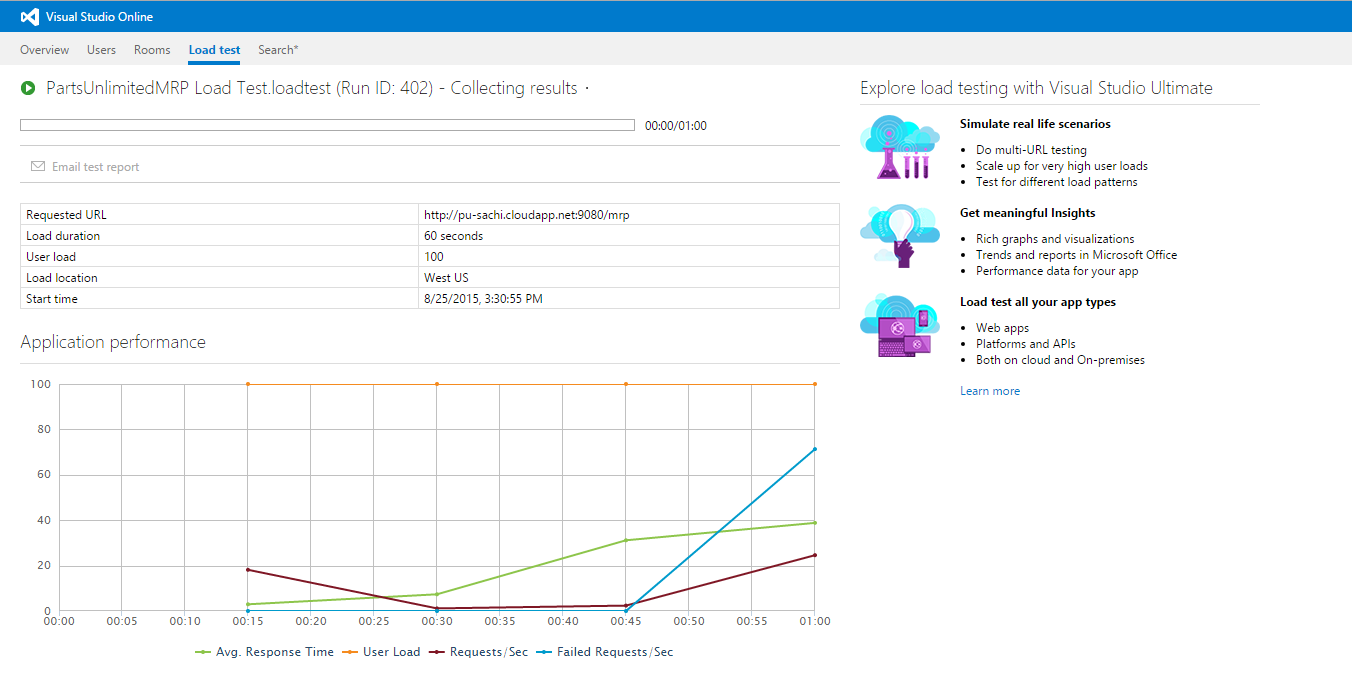 Visual Studio Online
Overview Users Rooms Load test Search*
PartsUnlimitedMRP Load Test.loadtest (Run ID: 402) - Collecting results ·
00:00/01:00
Email test report
Requested URL http://pu-sachi.cloudapp.net:9080/mrp
Load duration 60 seconds
User load 100
Load location West US
Start time 8/25/2015, 3:30:55 PM
Application performance
100
80
60
40
20
0
00:00 00:05 00:10 00:15 00:20 00:25 00:30 00:35 00:40 00:45 00:50 00:55 01:00
Avg. Response Time User Load Requests/Sec Failed Requests/Sec
Explore load testing with Visual Studio Ultimate
Simulate real life scenarios
• Do multi-URL testing
• Scale up for very high user loads
• Test for different load patterns
Get meaningful Insights
• Rich graphs and visualizations
• Trends and reports in Microsoft Office
• Performance data for your app
Load test all your app types
• Web apps
• Platforms and APIs
• Both on cloud and On-premises
Learn more